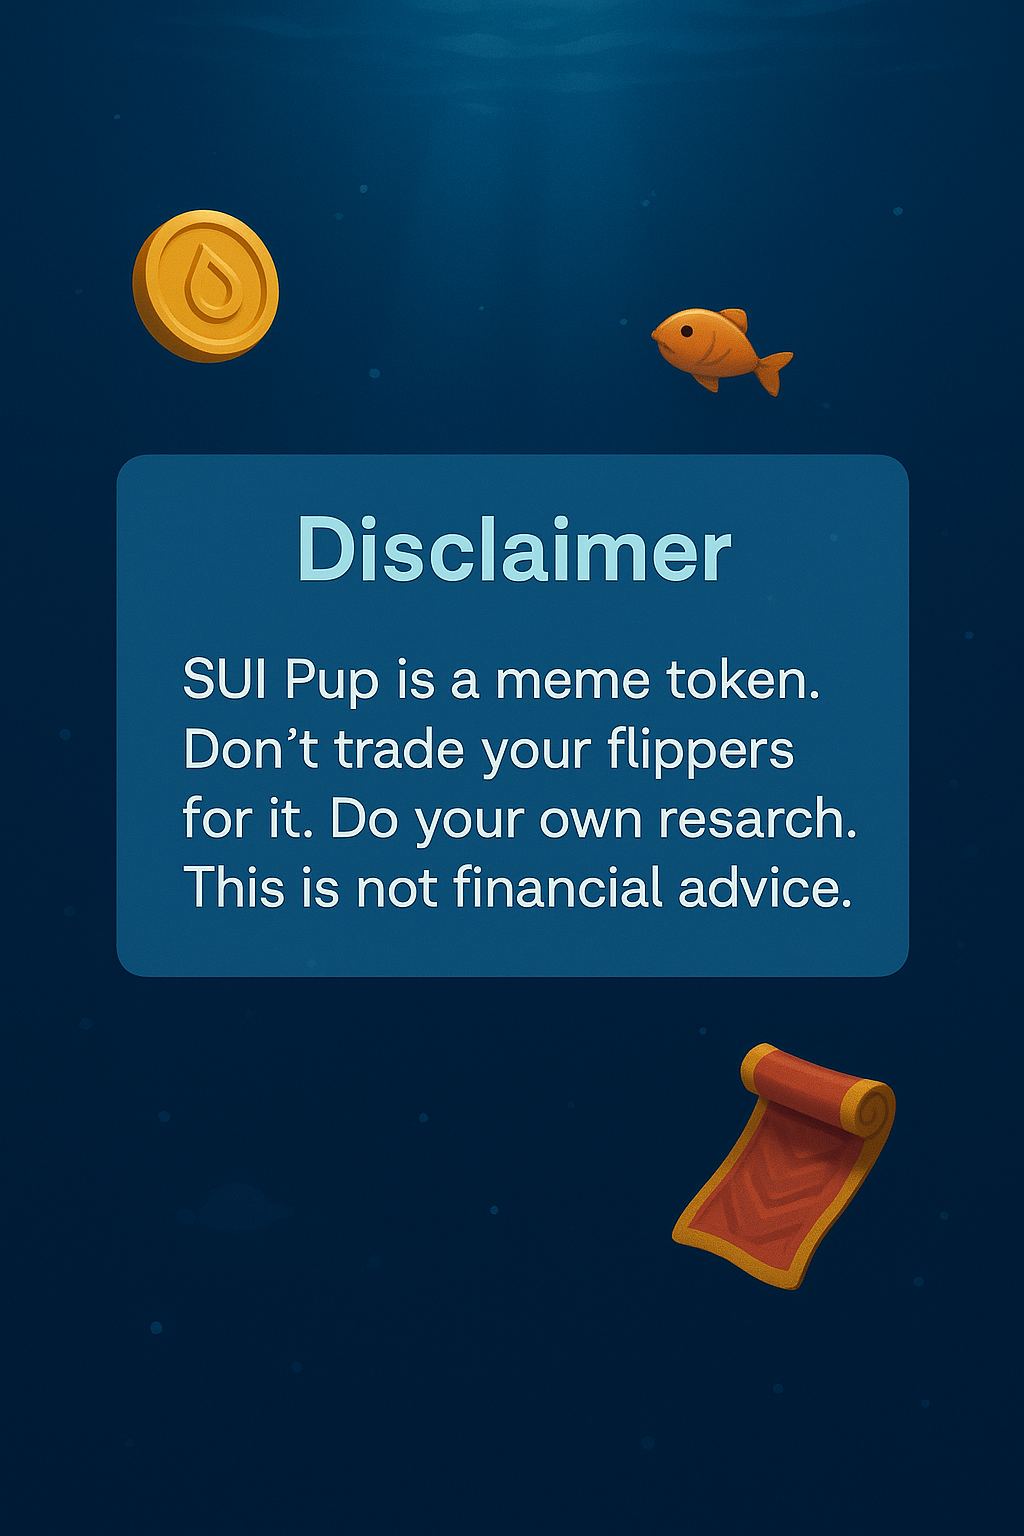 Disclaimer
SUI Pup is a meme token.
Don’t trade your flippers
for it. Do your own resarch.
This is not financial advice.